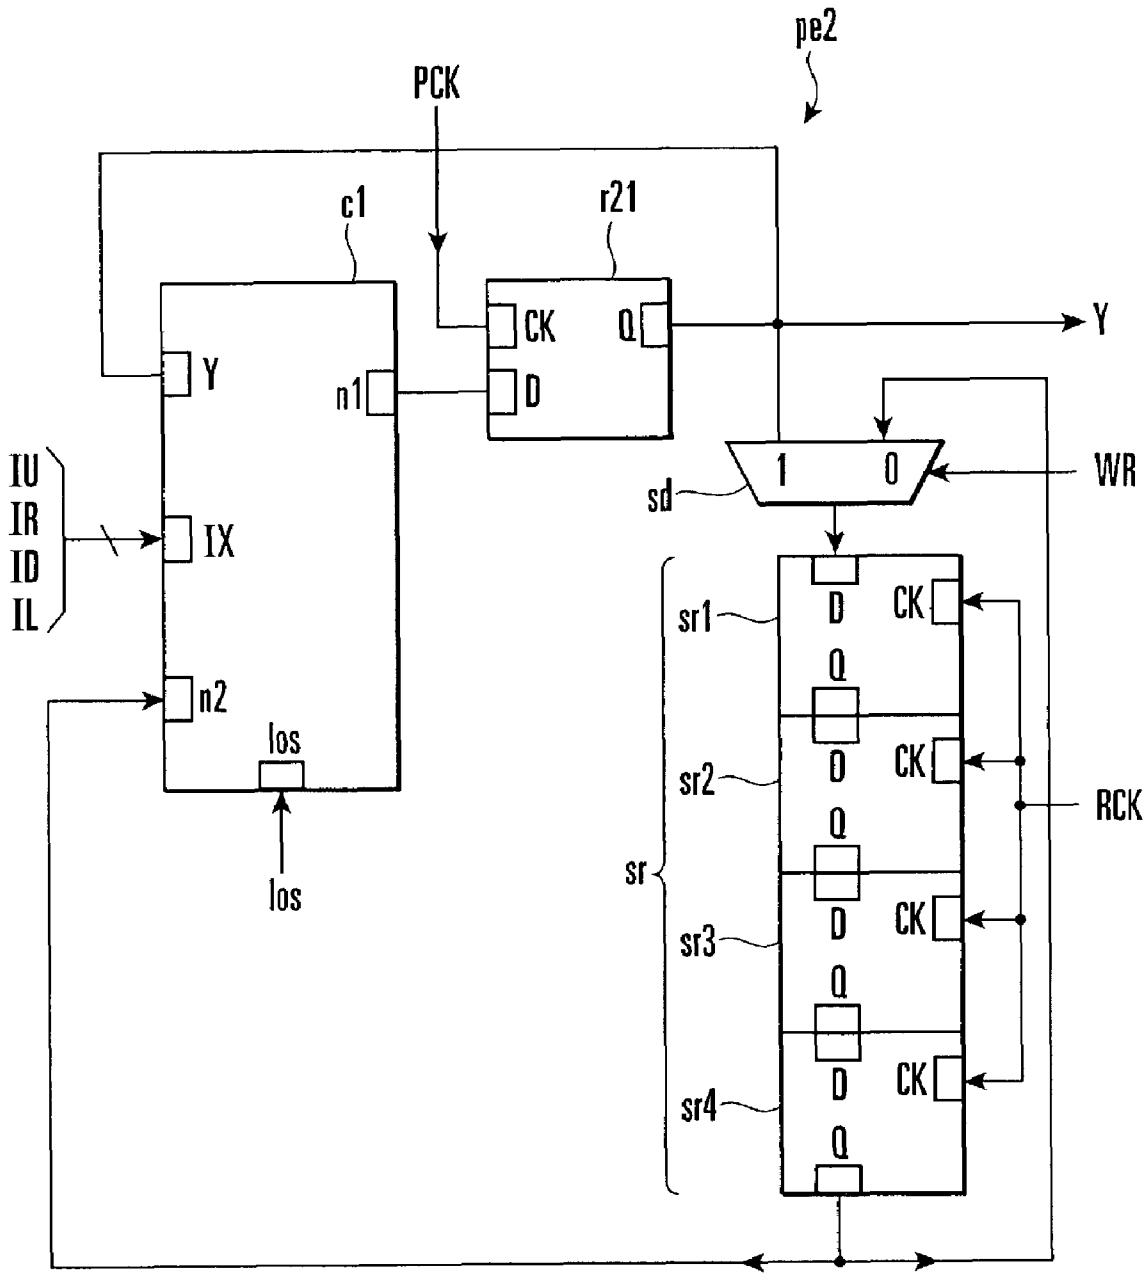 pe2
PCK
c1
r21
CK
Q
Y
Y
n1
D
IU
IR
ID
IL
IX
1
0
WR
sd
n2
los
los
D
CK
sr1
Q
CK
sr2
D
RCK
Q
sr
CK
D
sr3
Q
CK
D
sr4
Q